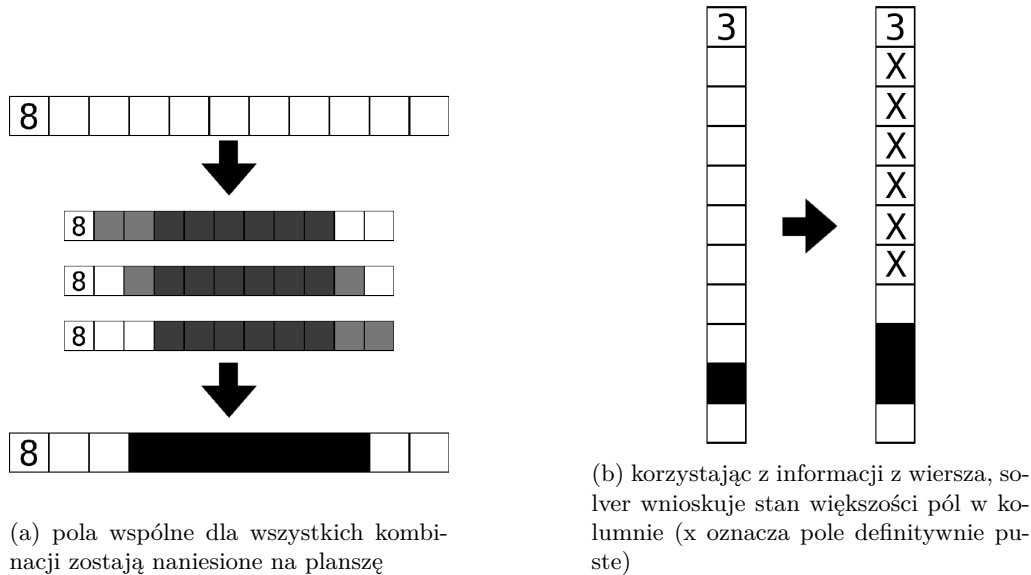 8
8
8
8
8
(a) pola wspólne dla wszystkich kombi-
nacji zostają naniesione na planszę
3
3
X
X
X
X
X
X
(b) korzystając z informacji z wiersza, so-
lver wnioskuje stan większości pól w ko-
lumnie (x oznacza pole definitywnie pu-
ste)